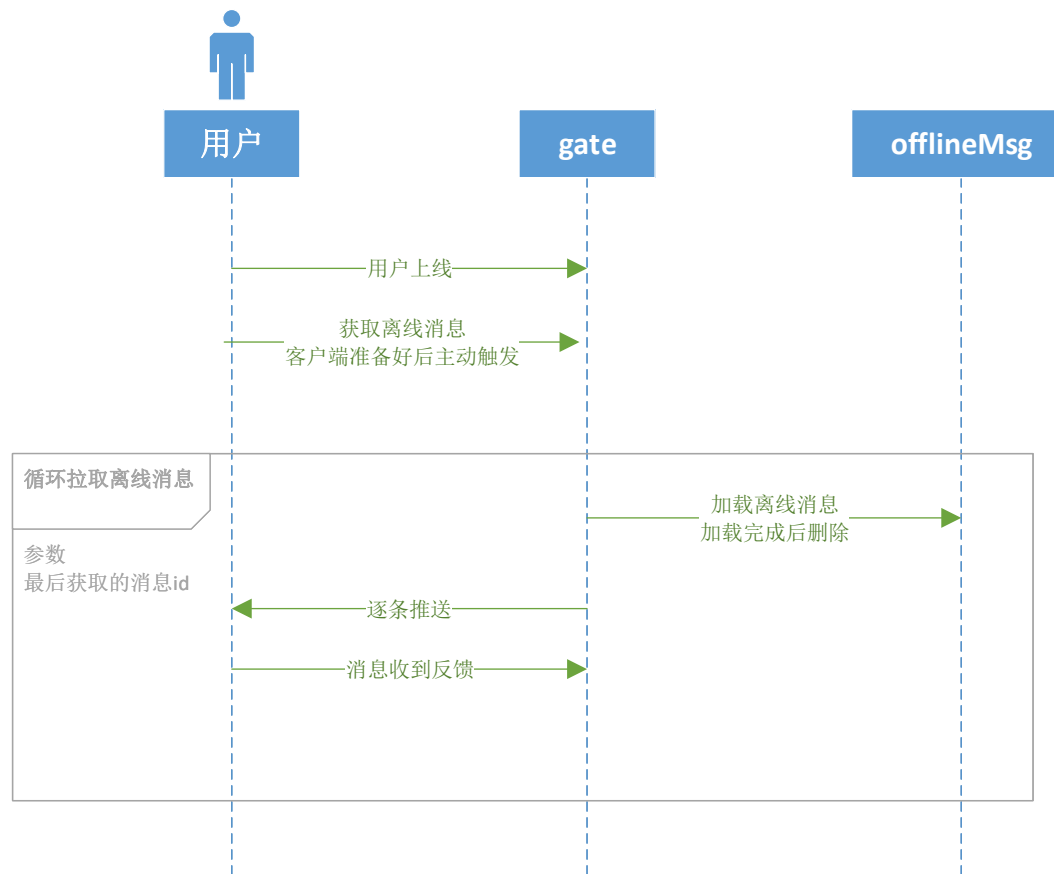 用户
gate
offlineMsg
用户上线
获取离线消息
客户端准备好后主动触发
循环拉取离线消息
加载离线消息
加载完成后删除
参数
最后获取的消息id
逐条推送
消息收到反馈